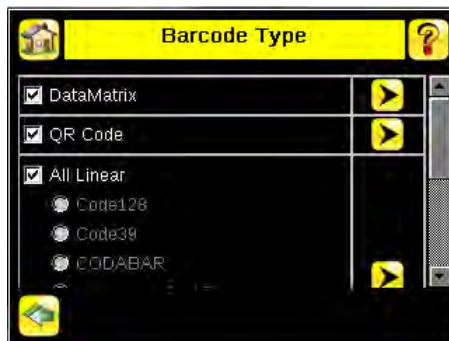 Barcode Type
DataMatrix
QR Code
All Linear
Code128
Code39
CODABAR